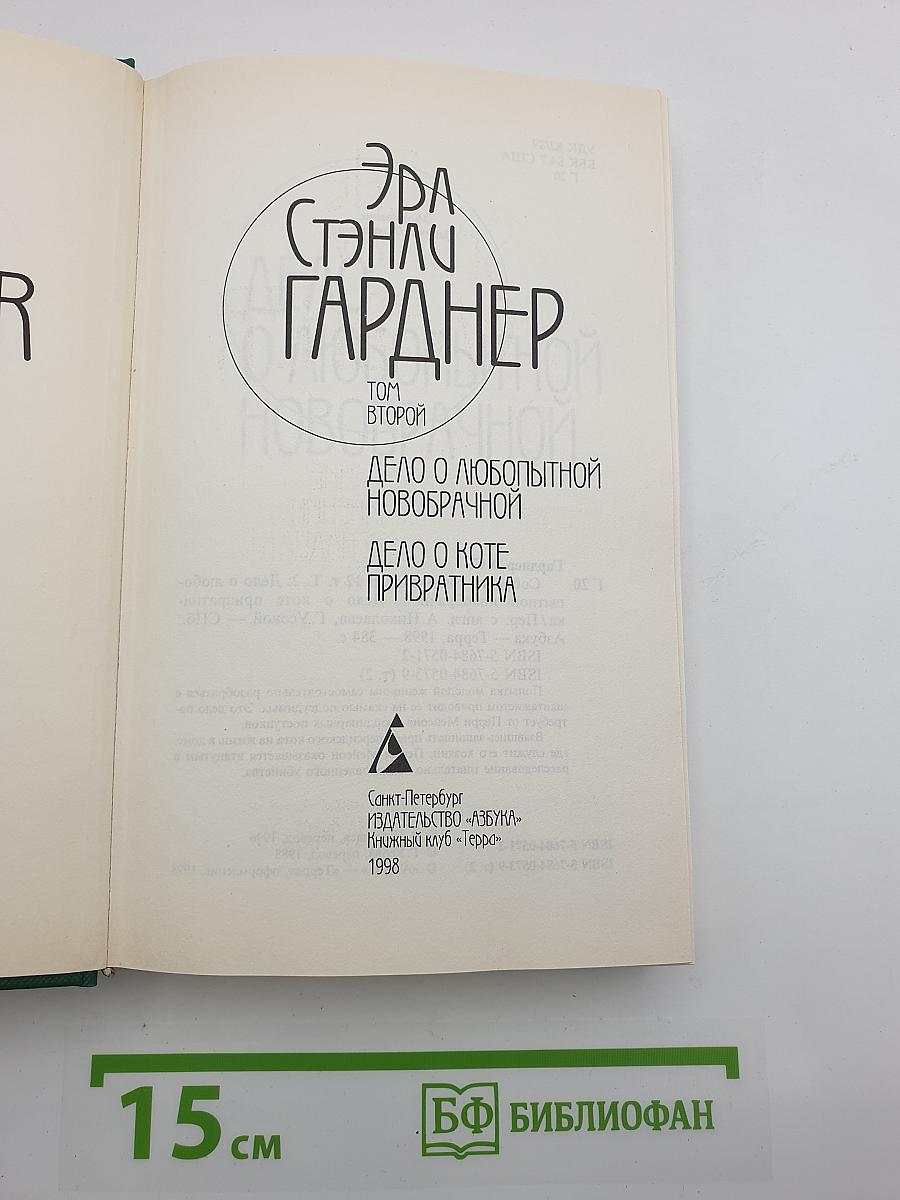 R
Эрл
Стэнли
ГАРДНЕР
ТОМ
ВТОРОЙ
ДЕЛО О ЛЮБОПЫТНОЙ
НОВОБРАЧНОЙ
ДЕЛО О КОТЕ
ПРИВРАТНИКА
Санкт-Петербург
ИЗДАТЕЛЬСТВО «АЗБУКА»
Книжный клуб «Терра»
1998
15 см
БФ БИБЛИОФАН